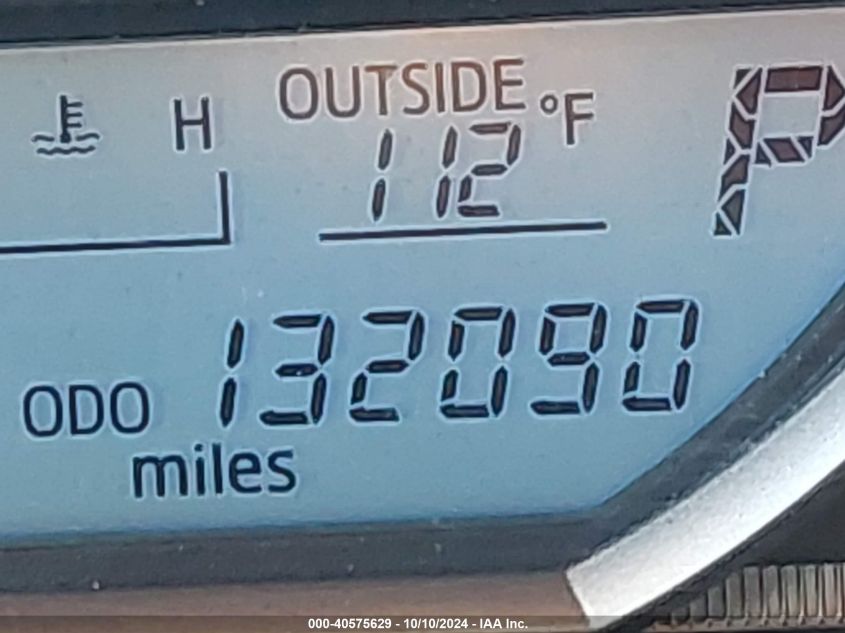 OUTSIDE
H 112 °F P
ODO 132090
miles
000-40575629 - 10/10/2024 - IAA Inc.